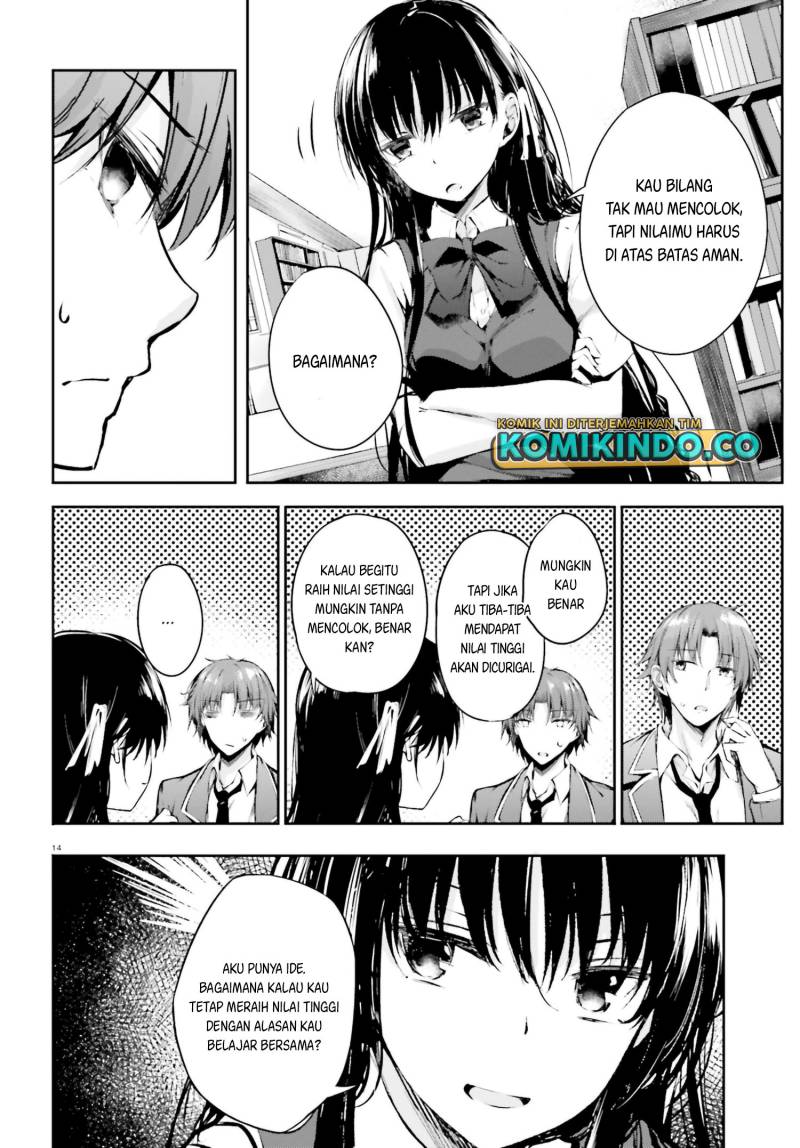 KAU BILANG
TAK MAU MENCOLOK,
TAPI NILAIMU HARUS
DI ATAS BATAS AMAN.
BAGAIMANA?
KOMIK INI DITERJEMAHKAN TIM
KOMIKINDO.CO
MUNGKIN
KAU
BENAR
TAPI JIKA
AKU TIBA-TIBA
MENDAPAT
NILAI TINGGI
AKAN DICURIGAI.
KALAU BEGITU
RAIH NILAI SETINGGI
MUNGKIN TANPA
MENCOLOK, BENAR
KAN?
...
14
AKU PUNYA IDE,
BAGAIMANA KALAU KAU
TETAP MERAIH NILAI TINGGI
DENGAN ALASAN KAU
BELAJAR BERSAMA?